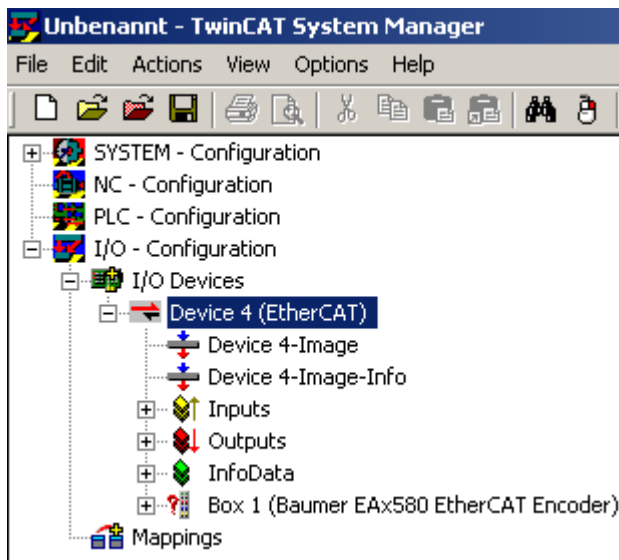 Unbenannt - TwinCAT System Manager
File Edit Actions View Options Help
SYSTEM - Configuration
NC - Configuration
PLC - Configuration
I/O - Configuration
I/O Devices
Device 4 (EtherCAT)
Device 4-Image
Device 4-Image-Info
Inputs
Outputs
InfoData
Box 1 (Baumer EAx580 EtherCAT Encoder)
Mappings